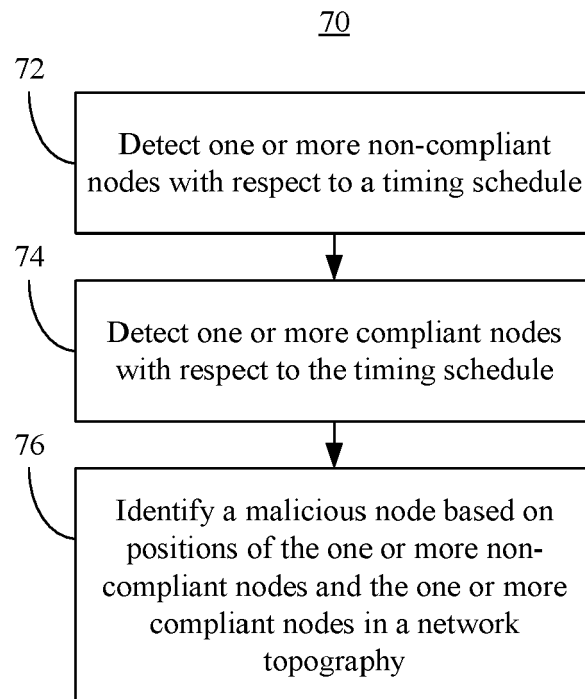 70
72
Detect one or more non-compliant
nodes with respect to a timing schedule
74
Detect one or more compliant nodes
with respect to the timing schedule
76
Identify a malicious node based on
positions of the one or more non-
compliant nodes and the one or more
compliant nodes in a network
topography